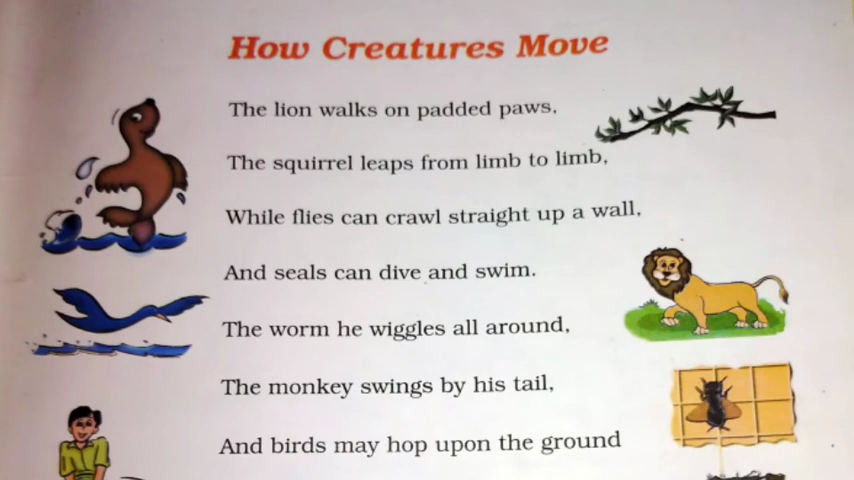 How Creatures Move
The lion walks on padded paws,
The squirrel leaps from limb to limb,
While flies can crawl straight up a wall,
And seals can dive and swim.
The worm he wiggles all around,
The monkey swings by his tail,
And birds may hop upon the ground